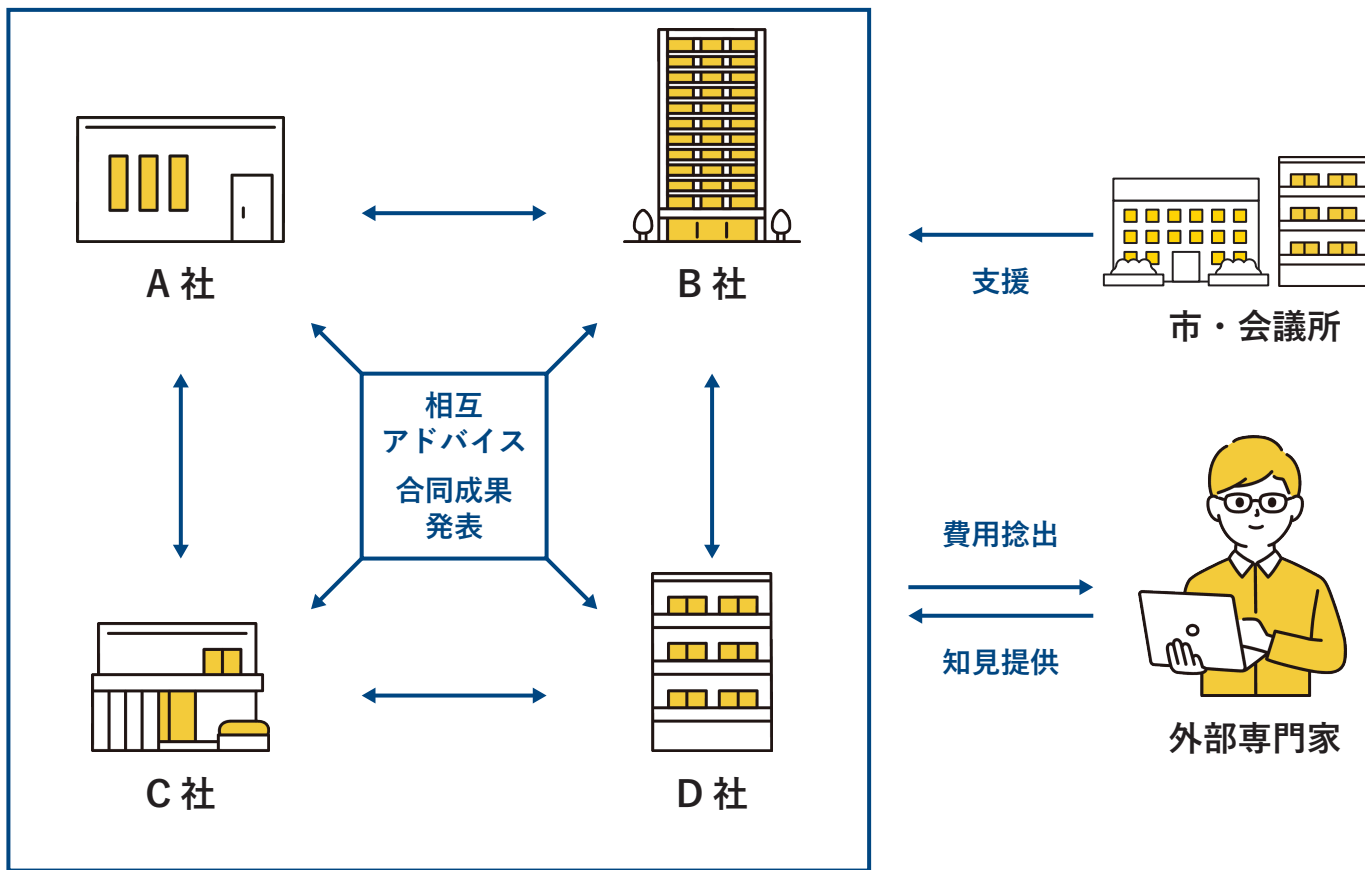 A 社
B 社
支援
市・会議所
相互
アドバイス
合同成果
発表
費用捻出
知見提供
外部専門家
C 社
D 社